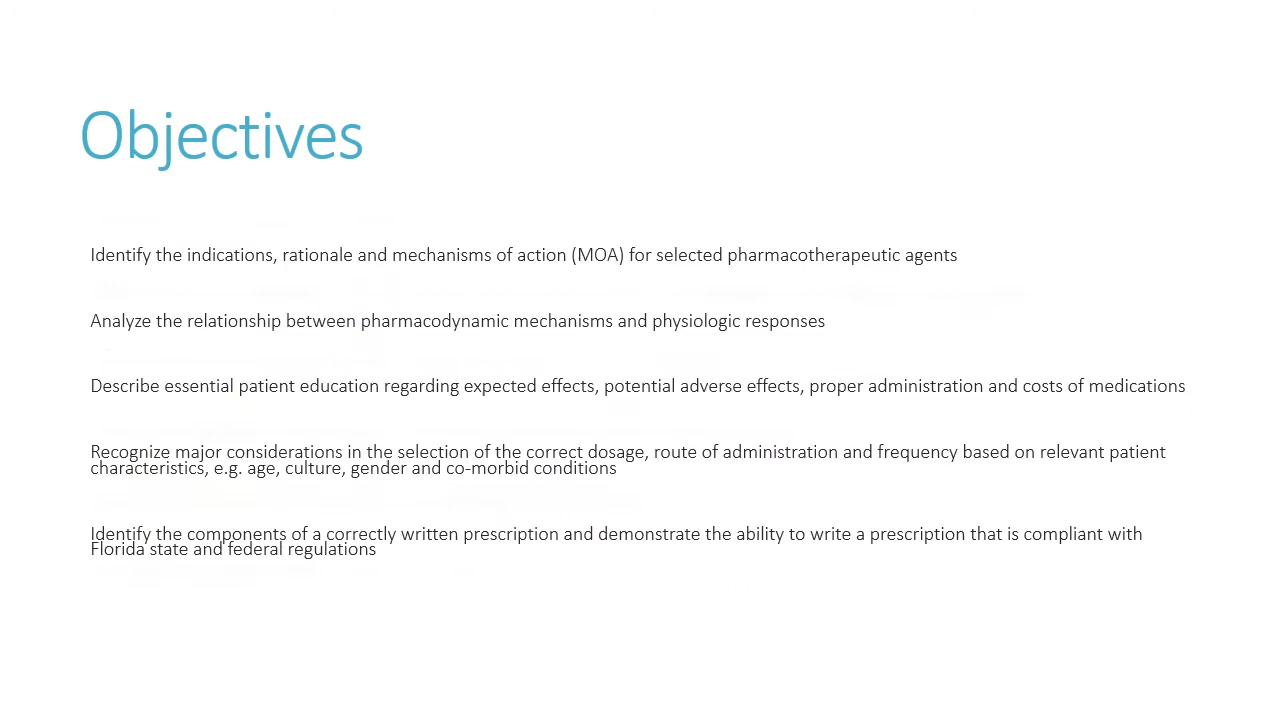 Objectives
Identify the indications, rationale and mechanisms of action (MOA) for selected pharmacotherapeutic agents
Analyze the relationship between pharmacodynamic mechanisms and physiologic responses
Describe essential patient education regarding expected effects, potential adverse effects, proper administration and costs of medications
Recognize major considerations in the selection of the correct dosage, route of administration and frequency based on relevant patient
characteristics, e.g. age, culture, gender and co-morbid conditions
Identify the components of a correctly written prescription and demonstrate the ability to write a prescription that is compliant with
Florida state and federal regulations